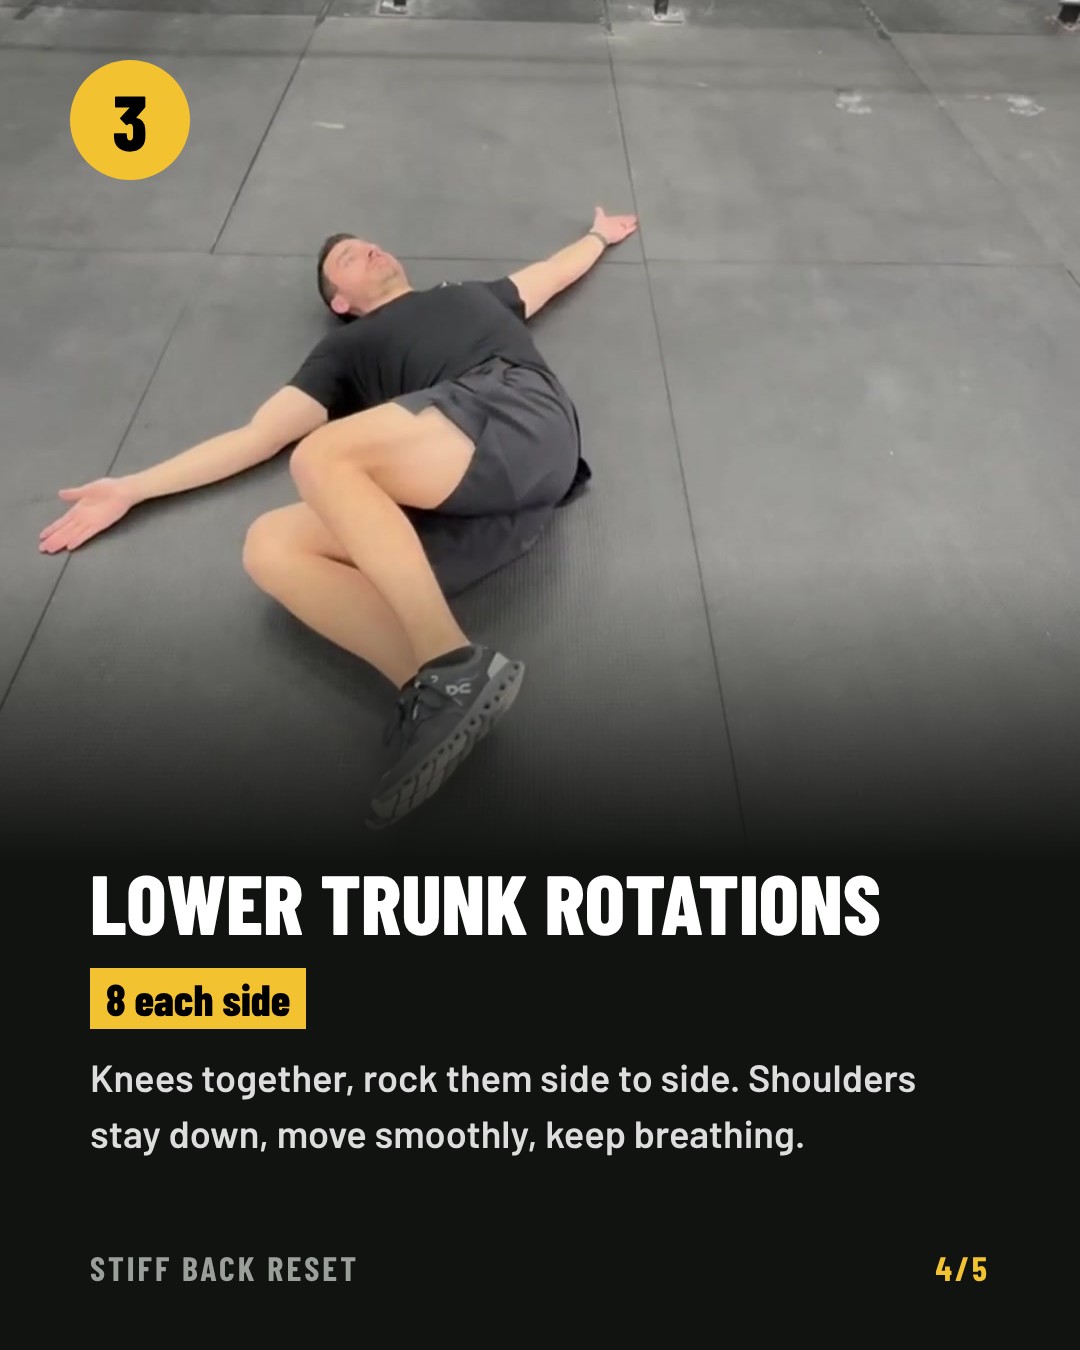 3
LOWER TRUNK ROTATIONS
8 each side
Knees together, rock them side to side. Shoulders
stay down, move smoothly, keep breathing.
STIFF BACK RESET
4/5